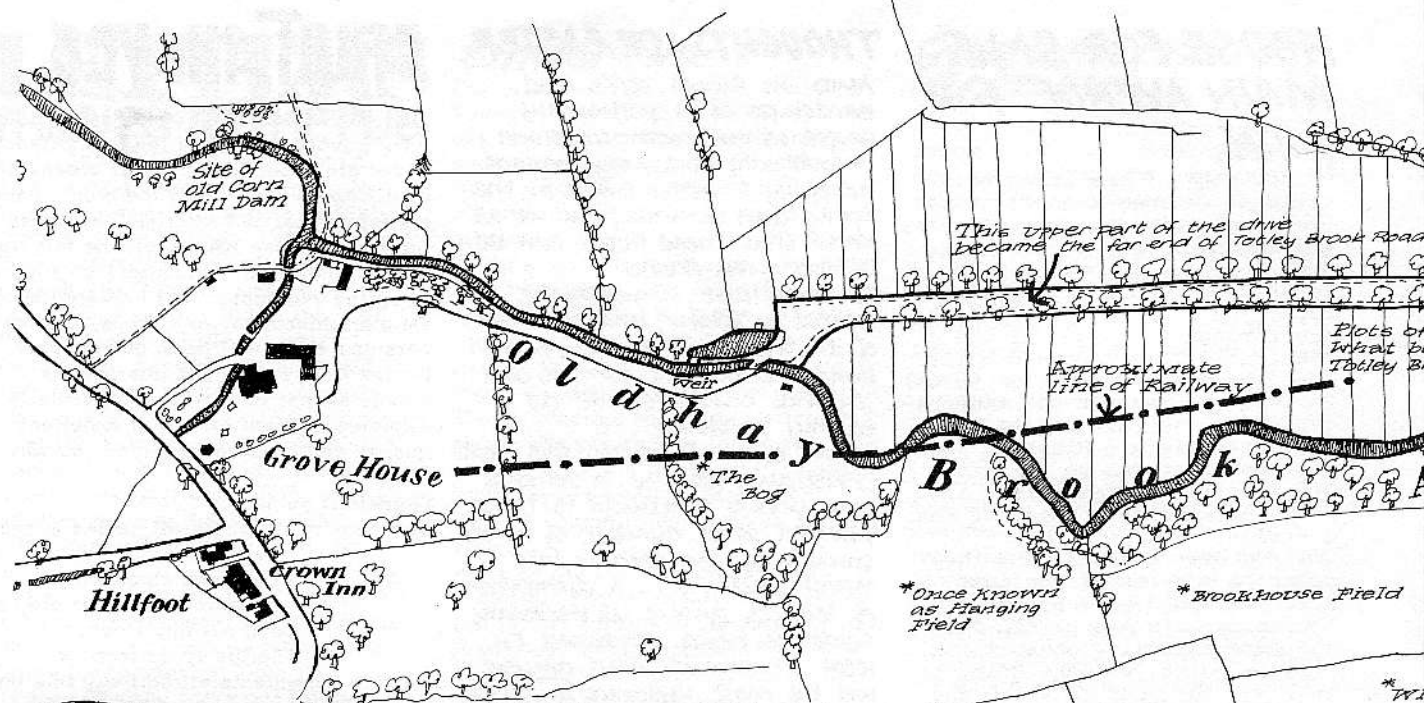 Site of
old Corn
Mill Dam
This upper part of the drive
became the far end of Totley Brook Road
Plots of
what b
Totley B
Weir
Approximate
line of Railway
Oldhay Brook
Grove House
*The
Bog
Crown
Inn
Hillfoot
*Once Known
as Hanging
Field
*Brookhouse Field